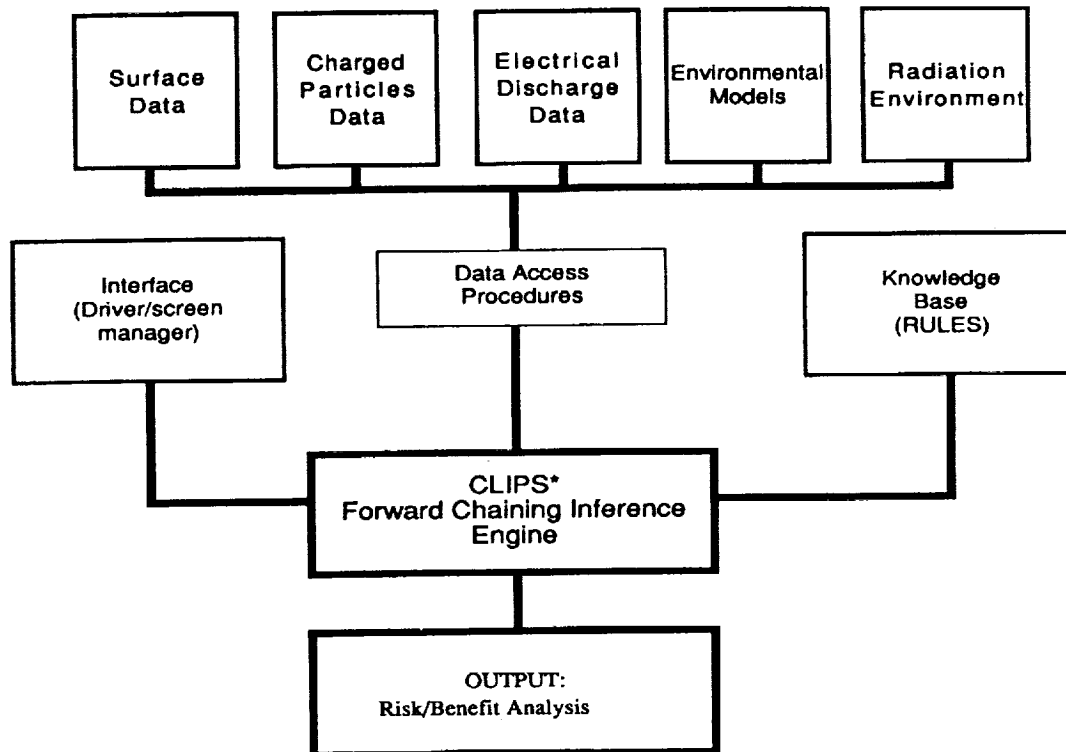 Surface
Data
Charged
Particles
Data
Electrical
Discharge
Data
Environmental
Models
Radiation
Environment
Interface
(Driver/screen
manager)
Data Access
Procedures
Knowledge
Base
(RULES)
CLIPS*
Forward Chaining Inference
Engine
OUTPUT:
Risk/Benefit Analysis